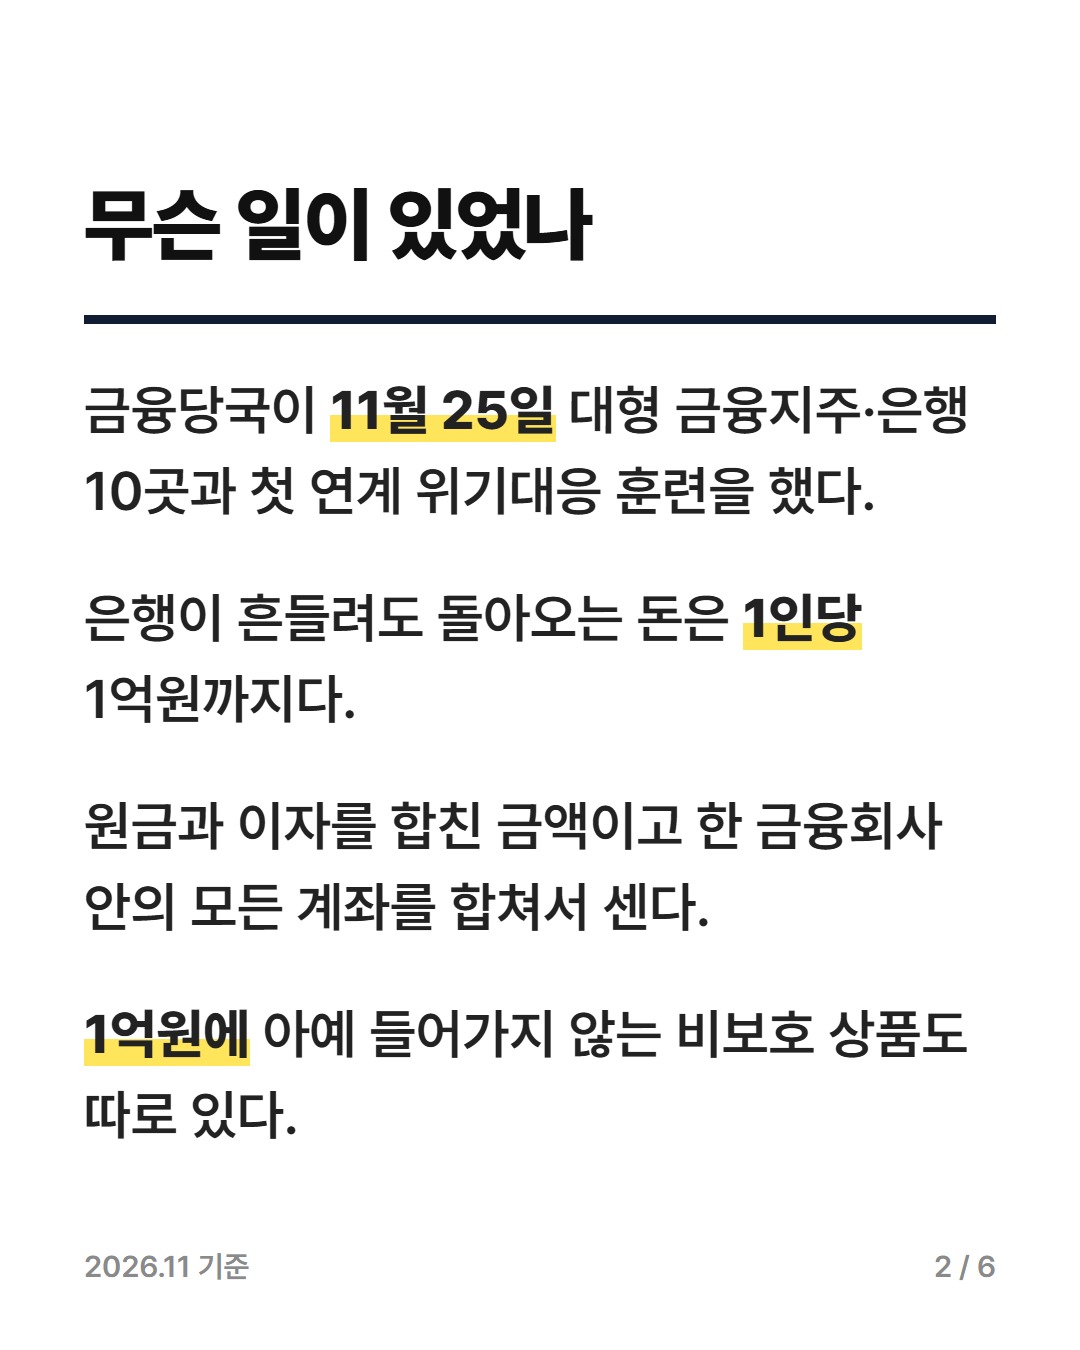 무슨 일이 있었나
금융당국이 11월 25일 대형 금융지주·은행
10곳과 첫 연계 위기대응 훈련을 했다.
은행이 흔들려도 돌아오는 돈은 1인당
1억원까지다.
원금과 이자를 합친 금액이고 한 금융회사
안의 모든 계좌를 합쳐서 센다.
1억원에 아예 들어가지 않는 비보호 상품도
따로 있다.
2026.11 기준
2 / 6